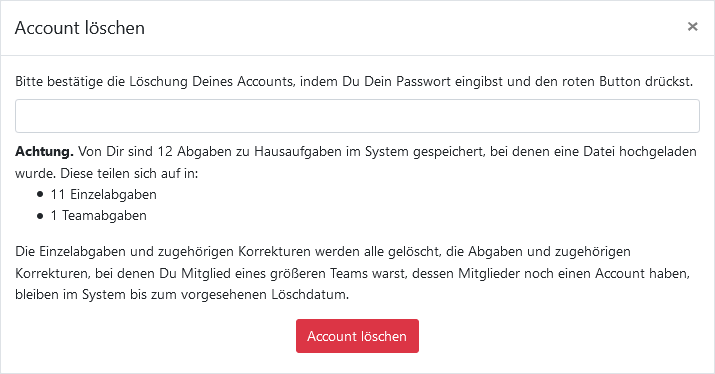 Account löschen
×
Bitte bestätige die Löschung Deines Accounts, indem Du Dein Passwort eingibst und den roten Button drückst.
Achtung. Von Dir sind 12 Abgaben zu Hausaufgaben im System gespeichert, bei denen eine Datei hochgeladen
wurde. Diese teilen sich auf in:
• 11 Einzelabgaben
• 1 Teamabgaben
Die Einzelabgaben und zugehörigen Korrekturen werden alle gelöscht, die Abgaben und zugehörigen
Korrekturen, bei denen Du Mitglied eines größeren Teams warst, dessen Mitglieder noch einen Account haben,
bleiben im System bis zum vorgesehenen Löschdatum.
Account löschen